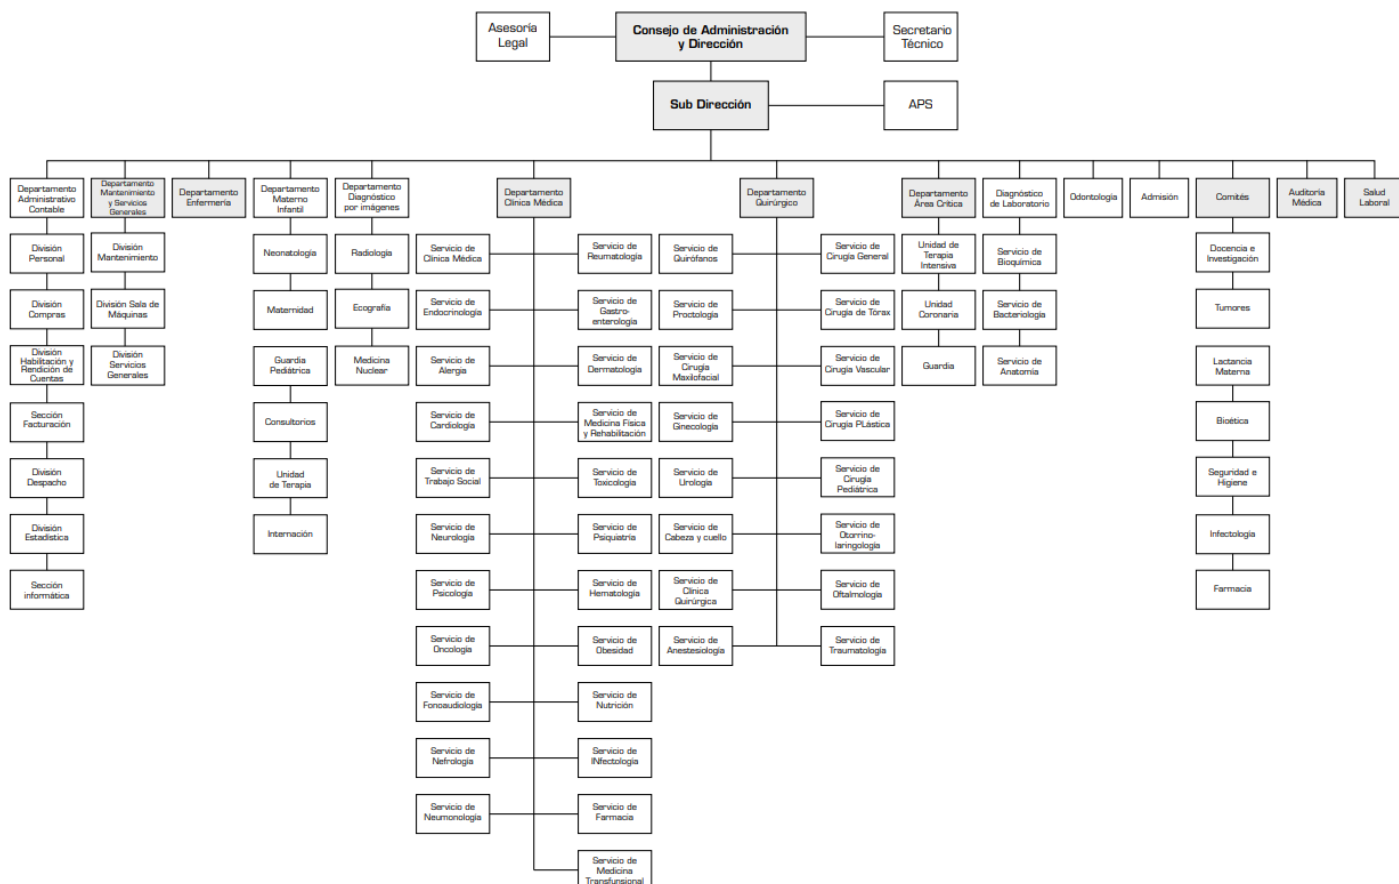 Asesoría
Legal
Consejo de Administración
y Dirección
Secretario
Técnico
Sub Dirección
APS
Departamento
Administrativo
Contable
Departamento
Mantenimiento
y Servicios
Generales
Departamento
Enfermería
Departamento
Materno
Infantil
Departamento
Diagnóstico
por imágenes
Departamento
Clínica Médica
Departamento
Quirúrgico
Departamento
Área Crítica
Diagnóstico
de Laboratorio
Odontología
Admisión
Comités
Auditoría
Médica
Salud
Laboral
División
Personal
División
Compras
División
Habilitación y
Rendición de
Cuentas
Sección
Facturación
División
Despacho
División
Estadística
Sección
informática
División
Mantenimiento
División Sala de
Máquinas
División
Servicios
Generales
Neonatología
Maternidad
Guardia
Pediátrica
Consultorios
Unidad
de Terapia
Internación
Radiología
Ecografía
Medicina
Nuclear
Servicio de
Clínica Médica
Servicio de
Endocrinología
Servicio de
Alergia
Servicio de
Cardiología
Servicio de
Trabajo Social
Servicio de
Neurología
Servicio de
Psicología
Servicio de
Oncología
Servicio de
Fonoaudiología
Servicio de
Nefrología
Servicio de
Neumonología
Servicio de
Reumatología
Servicio de
Gastro-
enterología
Servicio de
Dermatología
Servicio de
Medicina Física
y Rehabilitación
Servicio de
Toxicología
Servicio de
Psiquiatría
Servicio de
Hematología
Servicio de
Obesidad
Servicio de
Nutrición
Servicio de
INfectología
Servicio de
Farmacia
Servicio de
Medicina
Transfunsional
Servicio de
Quirófanos
Servicio de
Proctología
Servicio de
Cirugía
Maxilofacial
Servicio de
Ginecología
Servicio de
Urología
Servicio de
Cabeza y cuello
Servicio de
Clínica
Quirúrgica
Servicio de
Anestesiología
Servicio de
Cirugía General
Servicio de
Cirugía de Tórax
Servicio de
Cirugía Vascular
Servicio de
Cirugía PLástica
Servicio de
Cirugía
Pediátrica
Servicio de
Otorrino-
laringología
Servicio de
Oftalmología
Servicio de
Traumatología
Unidad de
Terapia
Intensiva
Unidad
Coronaria
Guardia
Servicio de
Bioquímica
Servicio de
Bacteriología
Servicio de
Anatomía
Docencia e
Investigación
Tumores
Lactancia
Materna
Bioética
Seguridad e
Higiene
Infectología
Farmacia